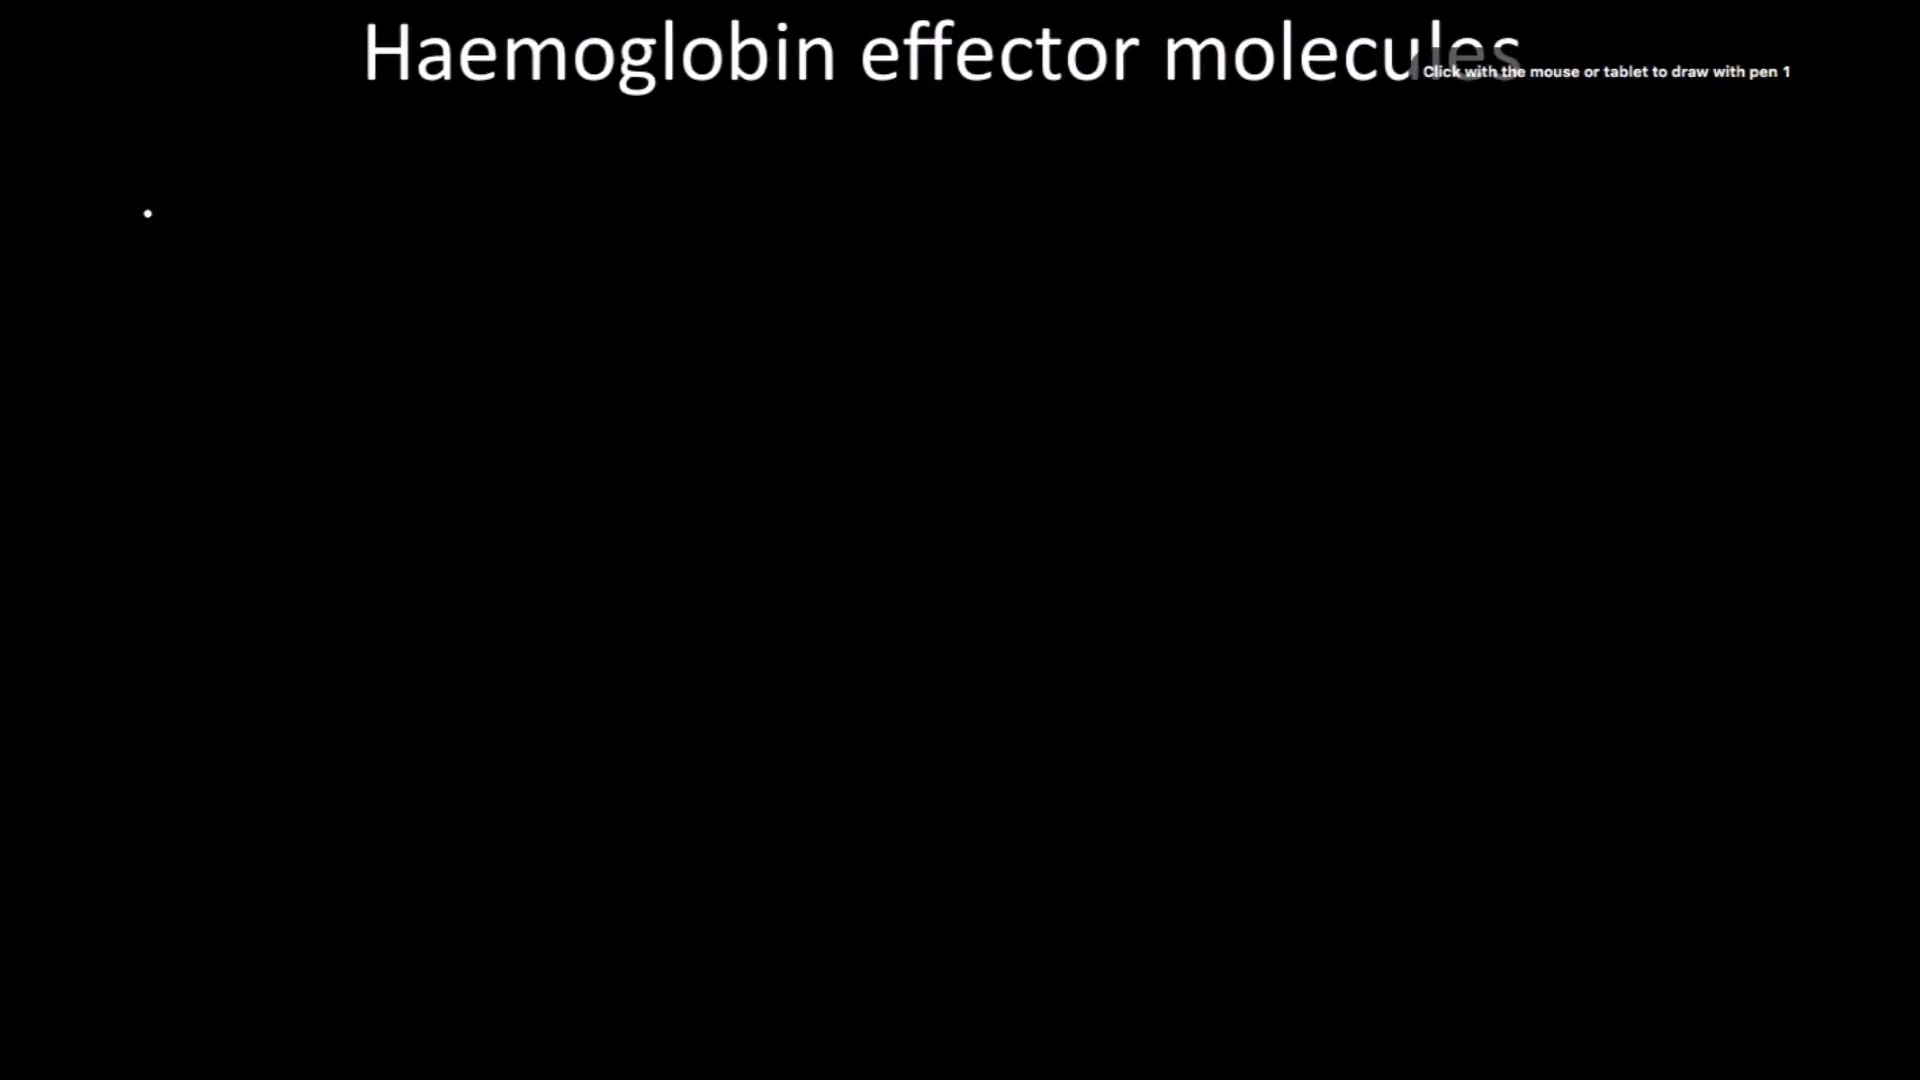 Haemoglobin effector molecules
Click with the mouse or tablet to draw with pen 1